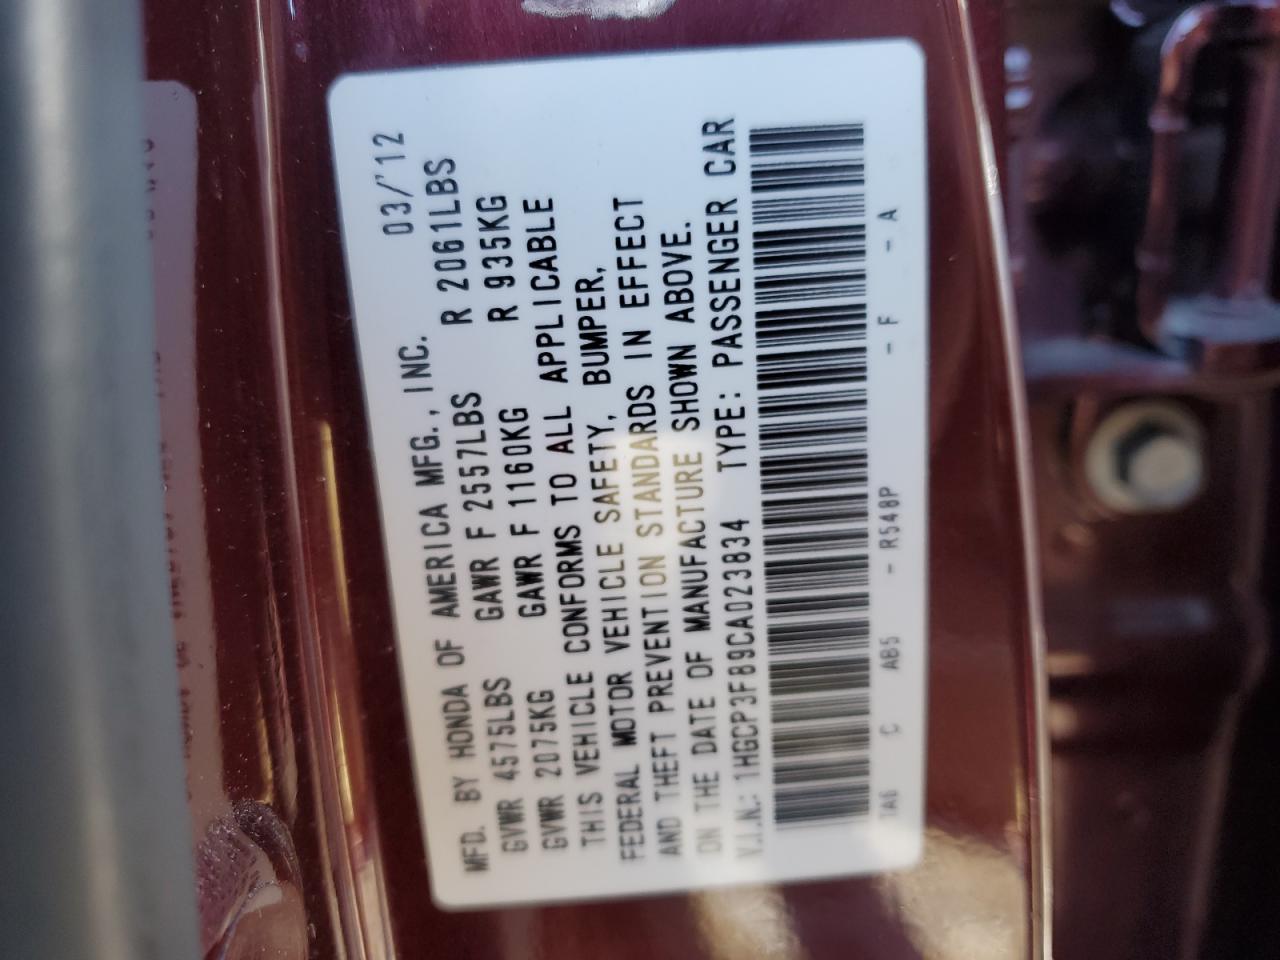 MFD. BY HONDA OF AMERICA MFG., INC. 03/'12
GVWR 4575LBS GAWR F 2557LBS R 2061LBS
GVWR 2075KG GAWR F 1160KG R 935KG
THIS VEHICLE CONFORMS TO ALL APPLICABLE
FEDERAL MOTOR VEHICLE SAFETY, BUMPER,
AND THEFT PREVENTION STANDARDS IN EFFECT
ON THE DATE OF MANUFACTURE SHOWN ABOVE.
V.I.N.: 1HGCP3F89CA023834 TYPE: PASSENGER CAR
TA6 C AB5 - R548P - F - A